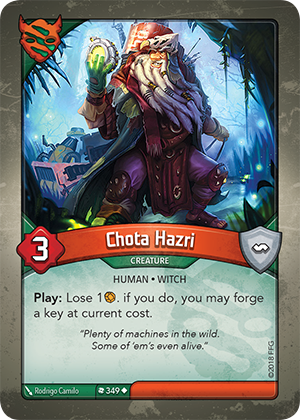 Chota Hazri
CREATURE
3
HUMAN • WITCH
Play: Lose 1. if you do, you may forge
a key at current cost.
"Plenty of machines in the wild.
Some of 'em's even alive."
Rodrigo Camilo
349
©2018 FFG